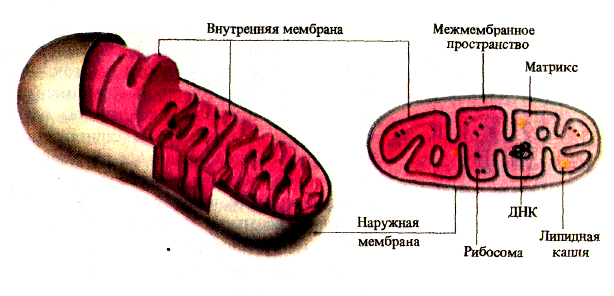 Внутренняя мембрана
Межмембранное
пространство
Матрикс
Наружная
мембрана
Рибосома
ДНК
Липидная
капля